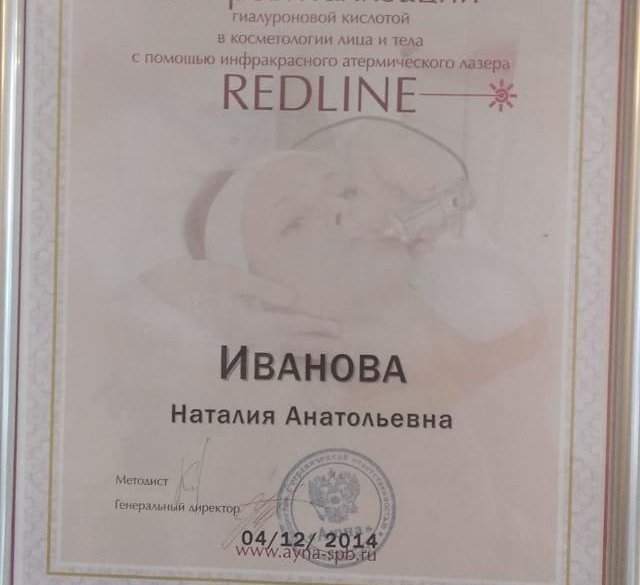 гиалуроновой кислотой
в косметологии лица и тела
с помощью инфракрасного атермического лазера
REDLINE
ИВАНОВА
Наталия Анатольевна
Методист
Генеральный директор
04/12/ 2014
www.ayna-spb.ru